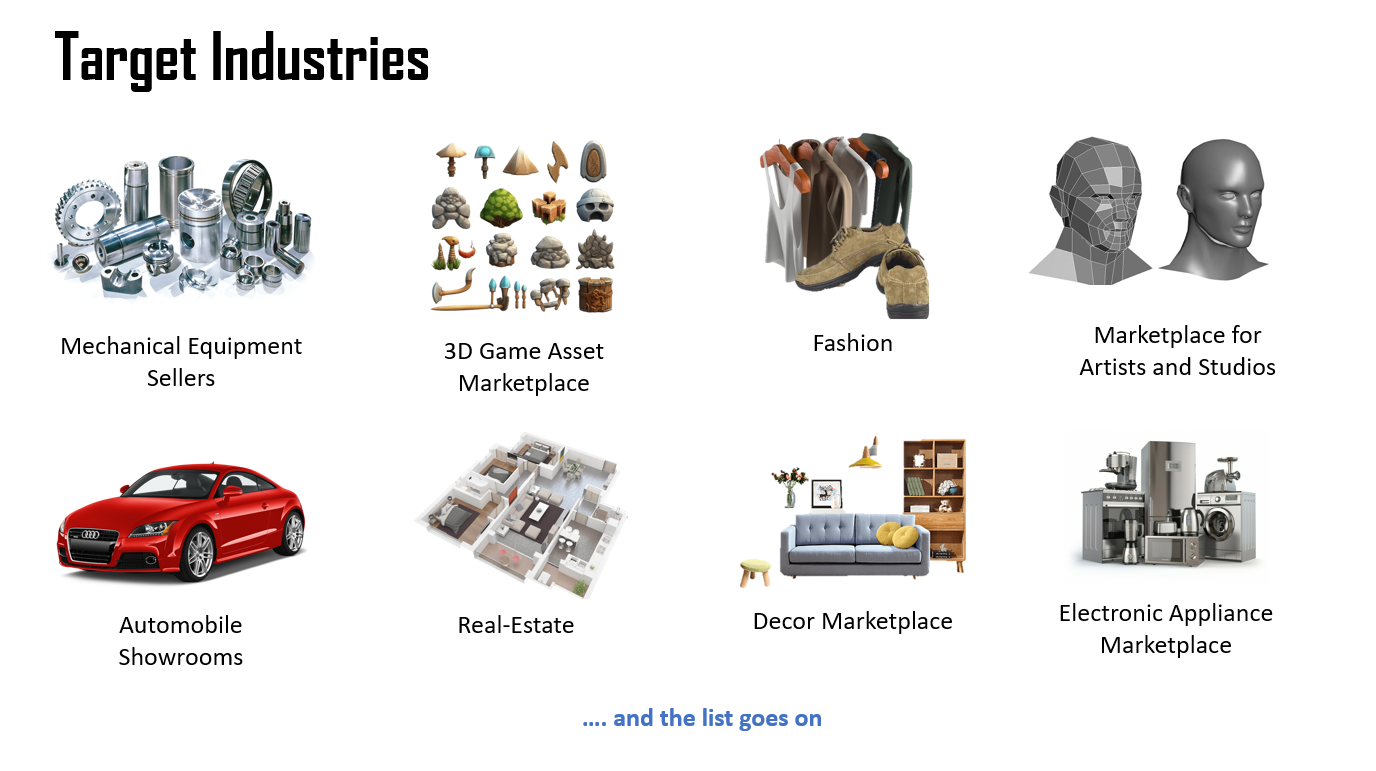 Target Industries
Mechanical Equipment
Sellers
3D Game Asset
Marketplace
Fashion
Marketplace for
Artists and Studios
Automobile
Showrooms
Real-Estate
Decor Marketplace
Electronic Appliance
Marketplace
.... and the list goes on